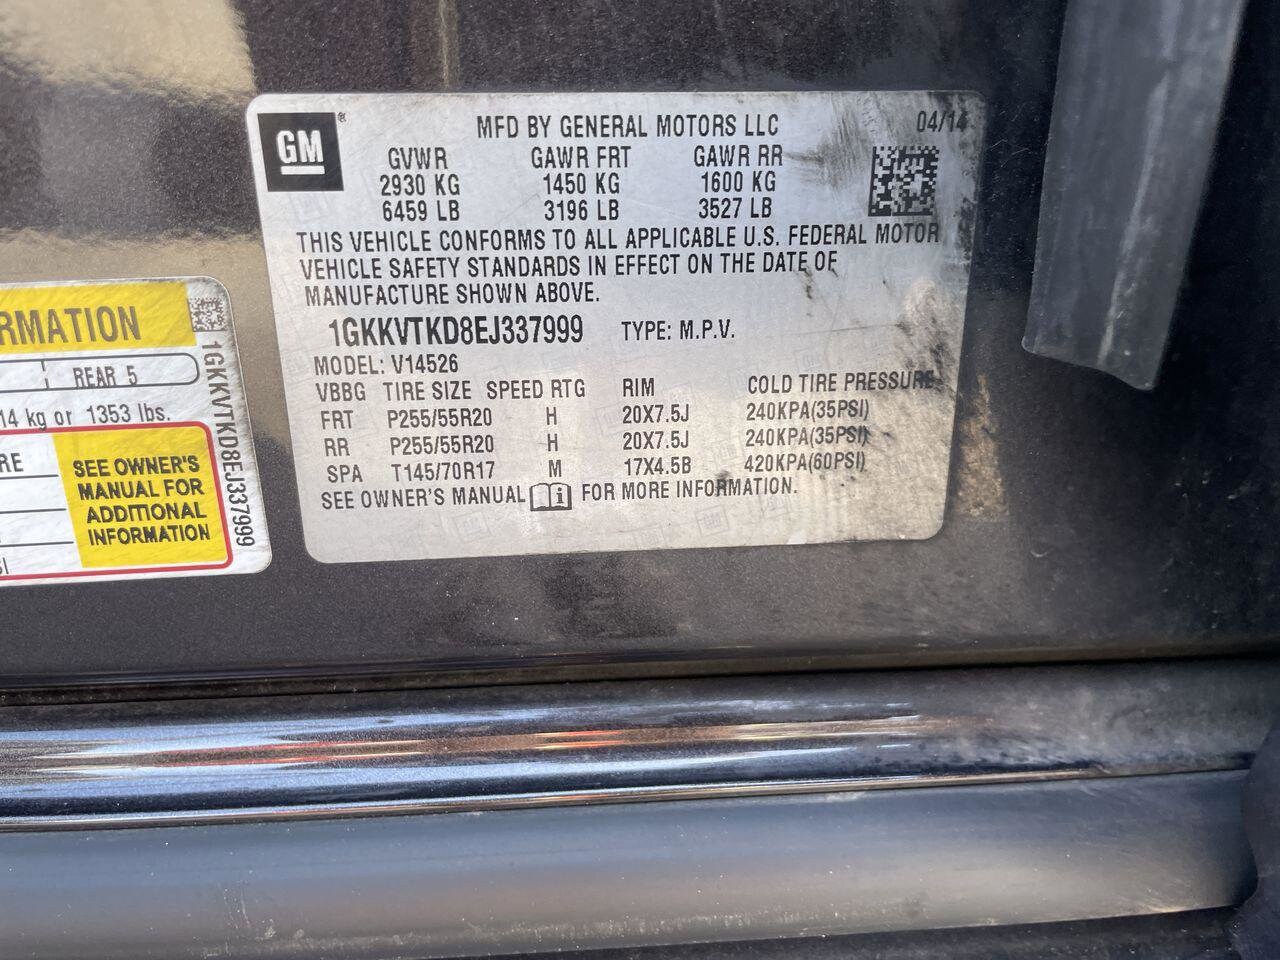 GM ®
MFD BY GENERAL MOTORS LLC 04/14
GVWR GAWR FRT GAWR RR
2930 KG 1450 KG 1600 KG
6459 LB 3196 LB 3527 LB
THIS VEHICLE CONFORMS TO ALL APPLICABLE U.S. FEDERAL MOTOR
VEHICLE SAFETY STANDARDS IN EFFECT ON THE DATE OF
MANUFACTURE SHOWN ABOVE.
1GKKVTKD8EJ337999 TYPE: M.P.V.
MODEL: V14526
VBBG TIRE SIZE SPEED RTG RIM COLD TIRE PRESSURE
FRT P255/55R20 H 20X7.5J 240KPA(35PSI)
RR P255/55R20 H 20X7.5J 240KPA(35PSI)
SPA T145/70R17 M 17X4.5B 420KPA(60PSI)
SEE OWNER'S MANUAL FOR MORE INFORMATION.
RMATION
REAR 5
14 kg or 1353 lbs.
RE
SEE OWNER'S
MANUAL FOR
ADDITIONAL
INFORMATION
SI
1GKKVTKD8EJ337999